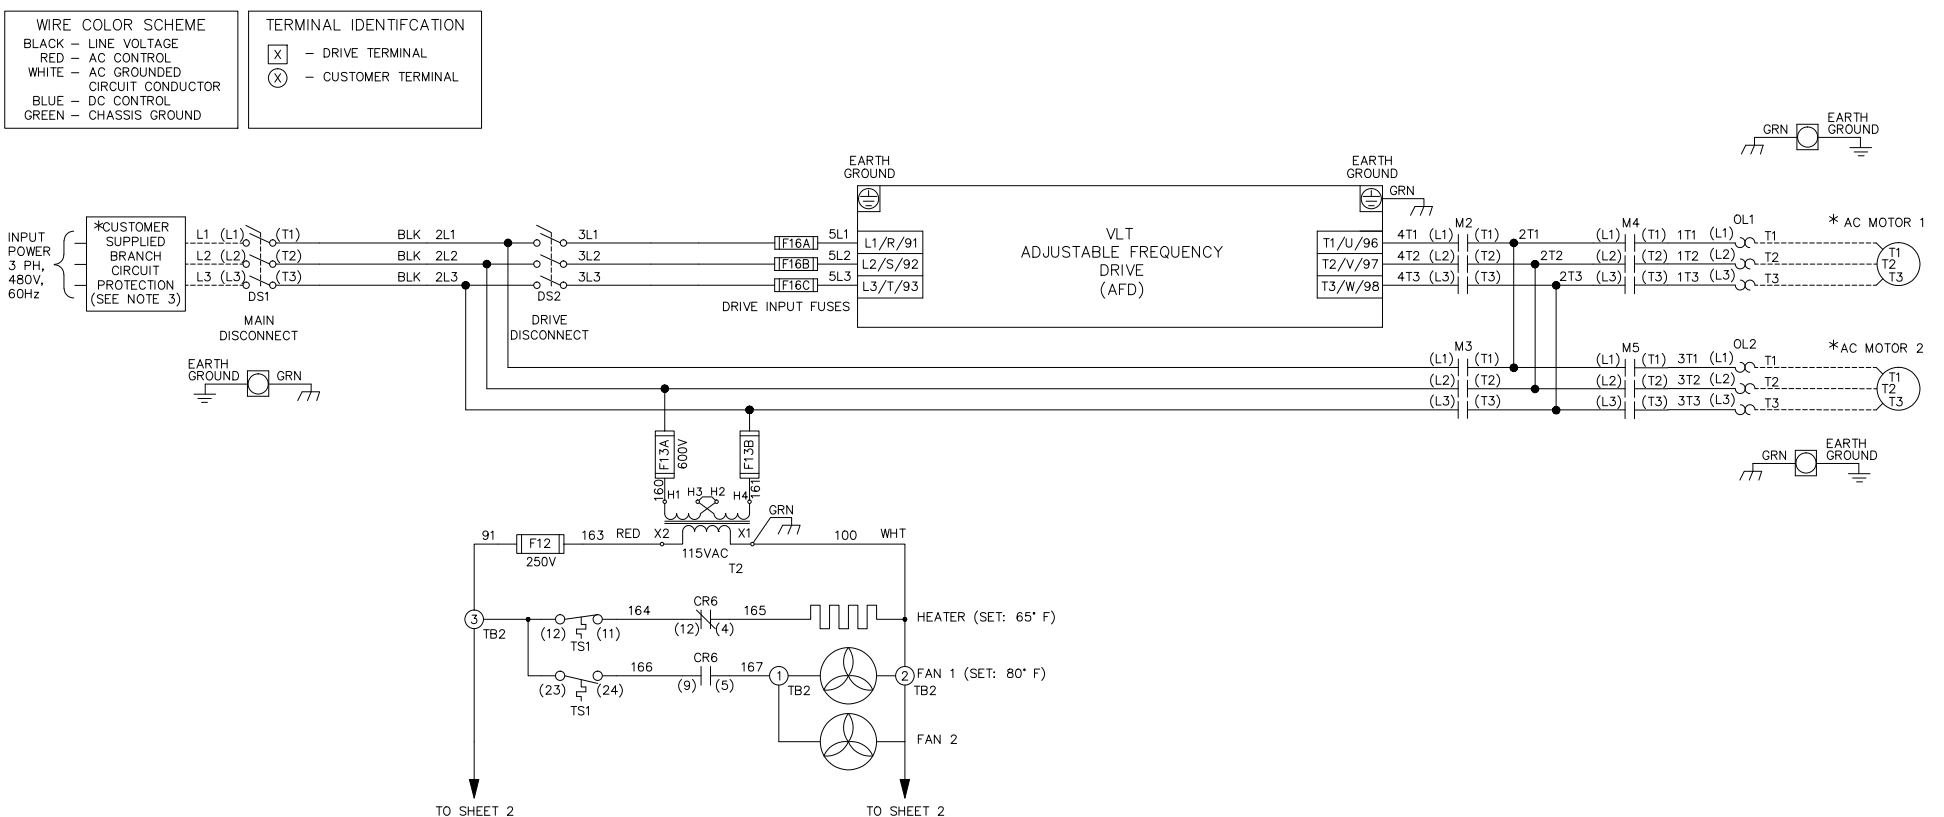 WIRE COLOR SCHEME
BLACK – LINE VOLTAGE
RED – AC CONTROL
WHITE – AC GROUNDED
CIRCUIT CONDUCTOR
BLUE – DC CONTROL
GREEN – CHASSIS GROUND
TERMINAL IDENTIFCATION
X – DRIVE TERMINAL
X – CUSTOMER TERMINAL
GRN
EARTH
GROUND
INPUT
POWER
3 PH,
480V,
60Hz
*CUSTOMER
SUPPLIED
BRANCH
CIRCUIT
PROTECTION
(SEE NOTE 3)
L1 (L1) (T1) BLK 2L1 3L1 F16A 5L1
L2 (L2) (T2) BLK 2L2 3L2 F16B 5L2
L3 (L3) (T3) BLK 2L3 3L3 F16C 5L3
DS1
MAIN
DISCONNECT
DS2
DRIVE
DISCONNECT
DRIVE INPUT FUSES
EARTH
GROUND
L1/R/91
L2/S/92
L3/T/93
VLT
ADJUSTABLE FREQUENCY
DRIVE
(AFD)
EARTH
GROUND
GRN
T1/U/96
T2/V/97
T3/W/98
M2 M4 OL1
4T1 (L1) (T1) 2T1 (L1) (T1) 1T1 (L1) T1
4T2 (L2) (T2) 2T2 (L2) (T2) 1T2 (L2) T2
4T3 (L3) (T3) 2T3 (L3) (T3) 1T3 (L3) T3
* AC MOTOR 1
T1
T2
T3
EARTH
GROUND
GRN
M3 M5 OL2
(L1) (T1) (L1) (T1) 3T1 (L1) T1
(L2) (T2) (L2) (T2) 3T2 (L2) T2
(L3) (T3) (L3) (T3) 3T3 (L3) T3
*AC MOTOR 2
T1
T2
T3
GRN
EARTH
GROUND
F13A
600V
F13B
160
161
H1 H3 H2 H4
GRN
91 F12 163 RED X2 X1 100 WHT
250V
115VAC
T2
3
TB2
(12) (11)
TS1
164
CR6
(12) (4)
165
HEATER (SET: 65° F)
(23) (24)
TS1
166
CR6
(9) (5)
167
1
TB2
2
TB2
FAN 1 (SET: 80° F)
FAN 2
TO SHEET 2
TO SHEET 2